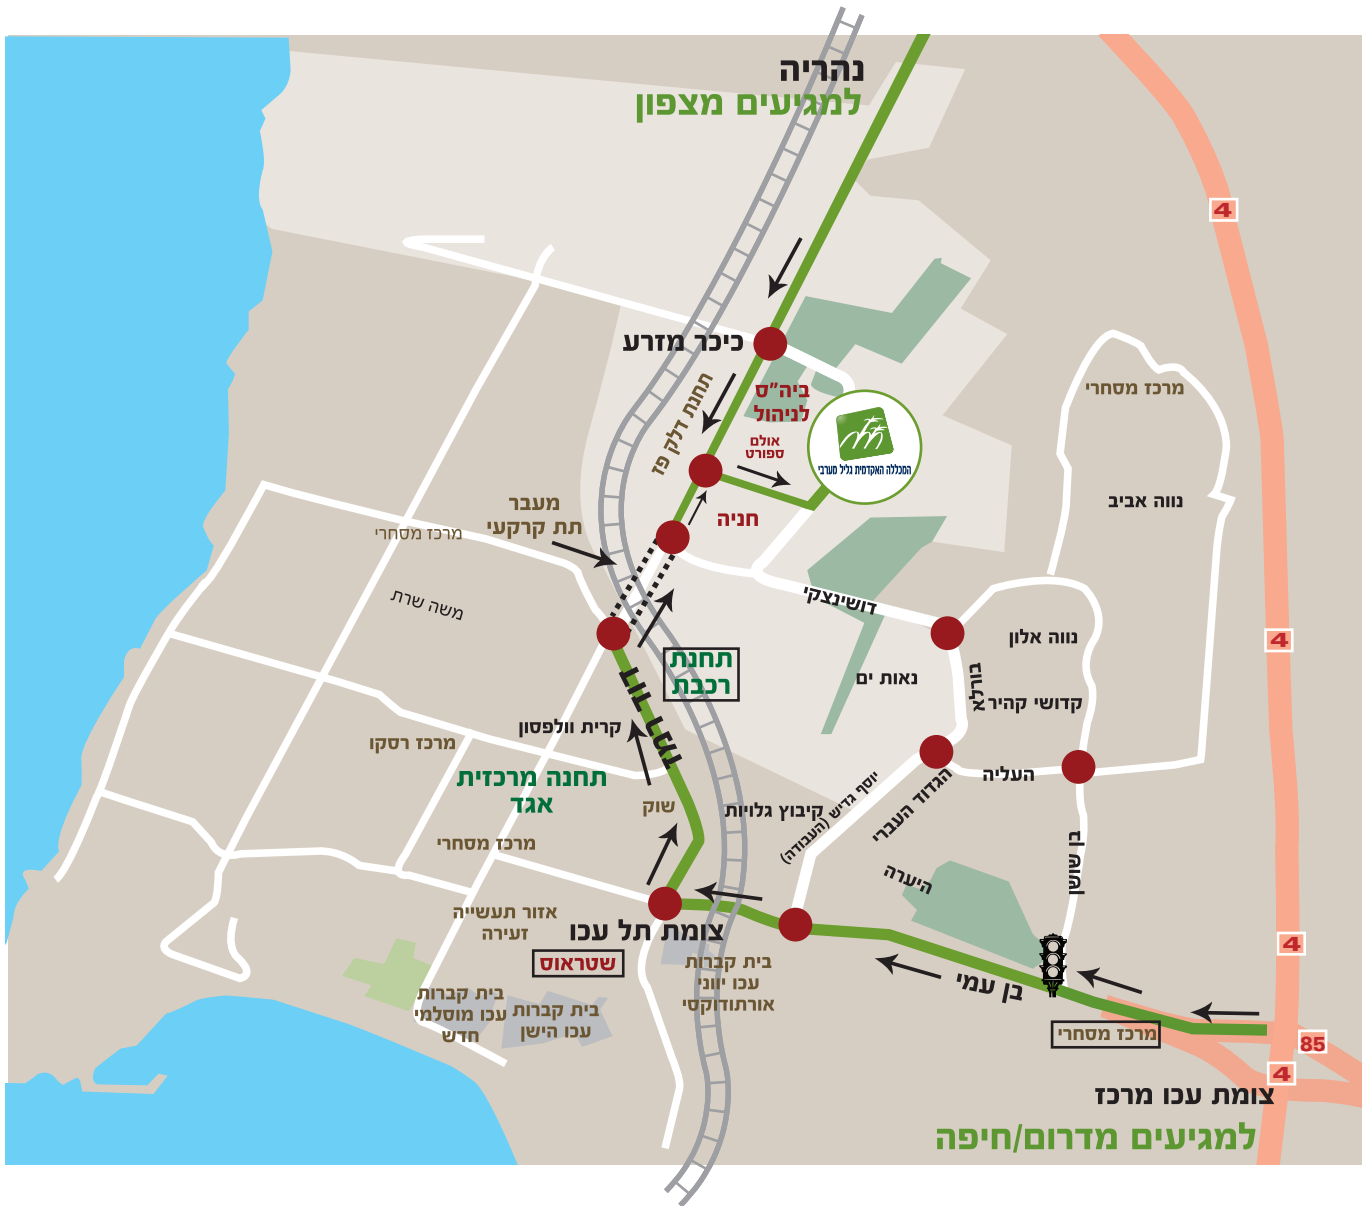 נהריה
למגיעים מצפון
4
כיכר מזרע
תחנת דלק פז
ביה"ס
לניהול
אולם
ספורט
המכללה האקדמית גליל מערבי
מרכז מסחרי
נווה אביב
מעבר
תת קרקעי
חניה
מרכז מסחרי
משה שרת
דושינצקי
נווה אלון
4
תחנת
רכבת
נאות ים
בורלא
קדושי קהיר
קרית וולפסון
מרכז רסקו
תחנה מרכזית
אגד
שוק
העליה
הגדוד העברי
יוסף גדיש (העבודה)
קיבוץ גלויות
מרכז מסחרי
בן שושן
היערה
אזור תעשייה
זעירה
צומת תל עכו
שטראוס
4
בית קברות
עכו יווני
אורתודוקסי
בן עמי
בית קברות
עכו מוסלמי
חדש
בית קברות
עכו הישן
מרכז מסחרי
85
4
צומת עכו מרכז
למגיעים מדרום/חיפה